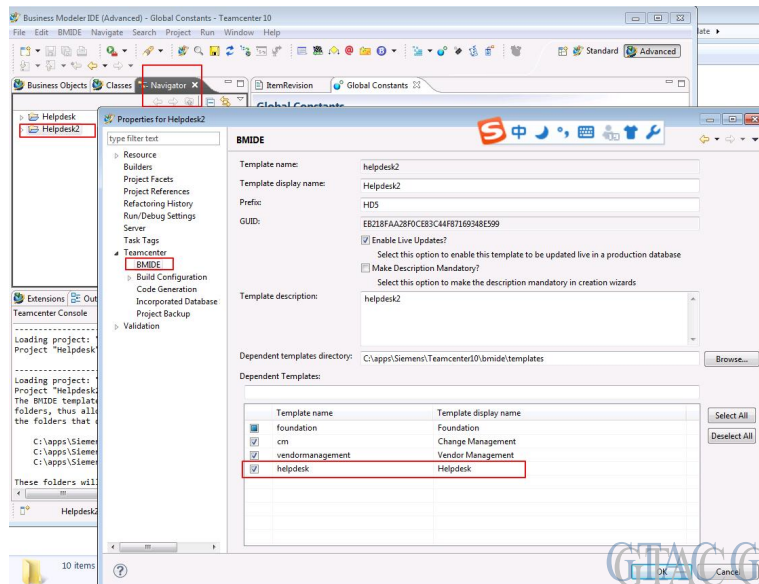 Business Modeler IDE (Advanced) - Global Constants - Teamcenter 10
File Edit BMIDE Navigate Search Project Run Window Help
Standard Advanced
Business Objects Classes Navigator
ItemRevision Global Constants
Global Constants
Helpdesk
Helpdesk2
Properties for Helpdesk2
type filter text
Resource
Builders
Project Facets
Project References
Refactoring History
Run/Debug Settings
Server
Task Tags
Teamcenter
BMIDE
Build Configuration
Code Generation
Incorporated Database
Project Backup
Validation
BMIDE
中
Template name: helpdesk2
Template display name: Helpdesk2
Prefix: HD5
GUID: EB218FAA28F0CE83C44F87169348E599
Enable Live Updates?
Select this option to enable this template to be updated live in a production database
Make Description Mandatory?
Select this option to make the description mandatory in creation wizards
Template description: helpdesk2
Dependent templates directory: C:\apps\Siemens\Teamcenter10\bmide\templates Browse...
Dependent Templates:
Template name Template display name
foundation Foundation
cm Change Management
vendormanagement Vendor Management
helpdesk Helpdesk
Select All
Deselect All
Extensions
Teamcenter Console
Loading project:
Project "Helpdesk"
Loading project:
Project "Helpdesk2
The BMIDE template
folders, thus
the folders that
C:\apps\Siemen
C:\apps\Siemen
C:\apps\Siemen
These folders will
Helpdesk2
10 items
OK Cancel
GTAC G